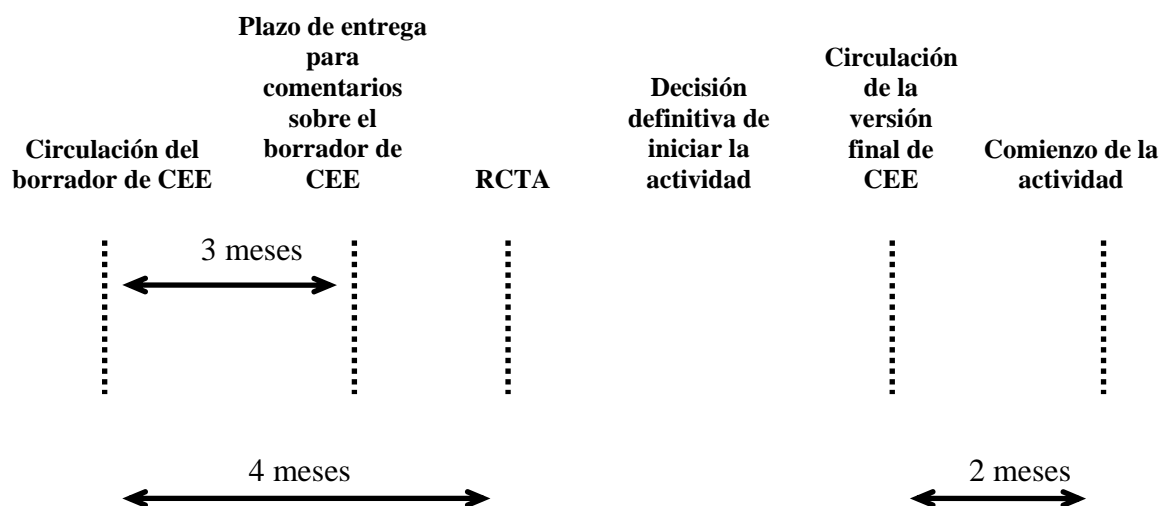 Circulación del
borrador de CEE
Plazo de entrega
para
comentarios
sobre el
borrador de
CEE
RCTA
Decisión
definitiva de
iniciar la
actividad
Circulación
de la
versión
final de
CEE
Comienzo de la
actividad
3 meses
4 meses
2 meses